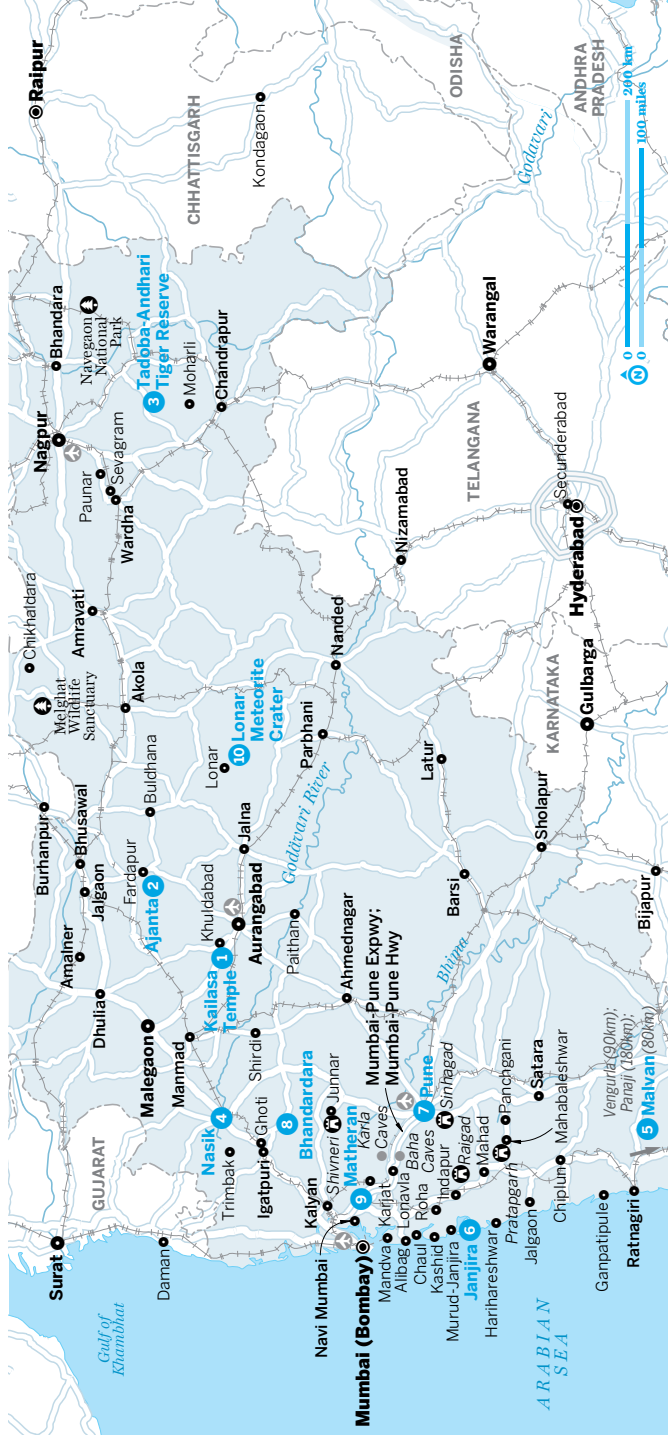 Raipur
CHHATTISGARH
Kondagaon
ODISHA
ANDHRA
PRADESH
Godavari
Bhandara
Navegaon
National
Park
Nagpur
3 Tadoba-Andhari
Tiger Reserve
Moharli
Chandrapur
Paunar
Sevagram
Wardha
Warangal
TELANGANA
Secunderabad
Hyderabad
Nizamabad
N
0
200 km
0
100 miles
Chikhaldara
Melghat
Wildlife
Sanctuary
Amravati
Akola
Nanded
Lonar
10 Lonar
Meteorite
Crater
Parbhani
KARNATAKA
Gulbarga
Latur
Burhanpur
Bhusawal
Jalgaon
Buldhana
Fardapur
Ajanta 2
Jalna
Godàvari River
Khuldabad
Kailasa 1
Temple
Aurangabad
Paithan
Barsi
Sholapur
Bijapur
Amalner
Dhulia
Malegaon
Manmad
Shirdi
Ahmednagar
Mumbai-Pune Expwy;
Mumbai-Pune Hwy
Bhima
GUJARAT
Nasik 4
Trimbak
Ghoti
Igatpuri
8
Bhandardara
Shivneri
Junnar
Kalyan
9 Matheran
Karla
Caves
Karjat
Lonavla
Baha
Caves
7 Pune
Sinhagad
Surat
Daman
Gulf of
Khambhat
Navi Mumbai
Mumbai (Bombay)
Mandva
Alibag
Chaul
Roha
Kashid
Indapur
Murud-Janjira
Janjira 6
Raigad
Mahad
Harihareshwar
Pratapgarh
Panchgani
Mahabaleshwar
Satara
Jalgaon
Chiplun
Ganpatipule
Ratnagiri
ARABIAN
SEA
Vengurla (90km);
Panaji (180km);
5 Malvan (80km)